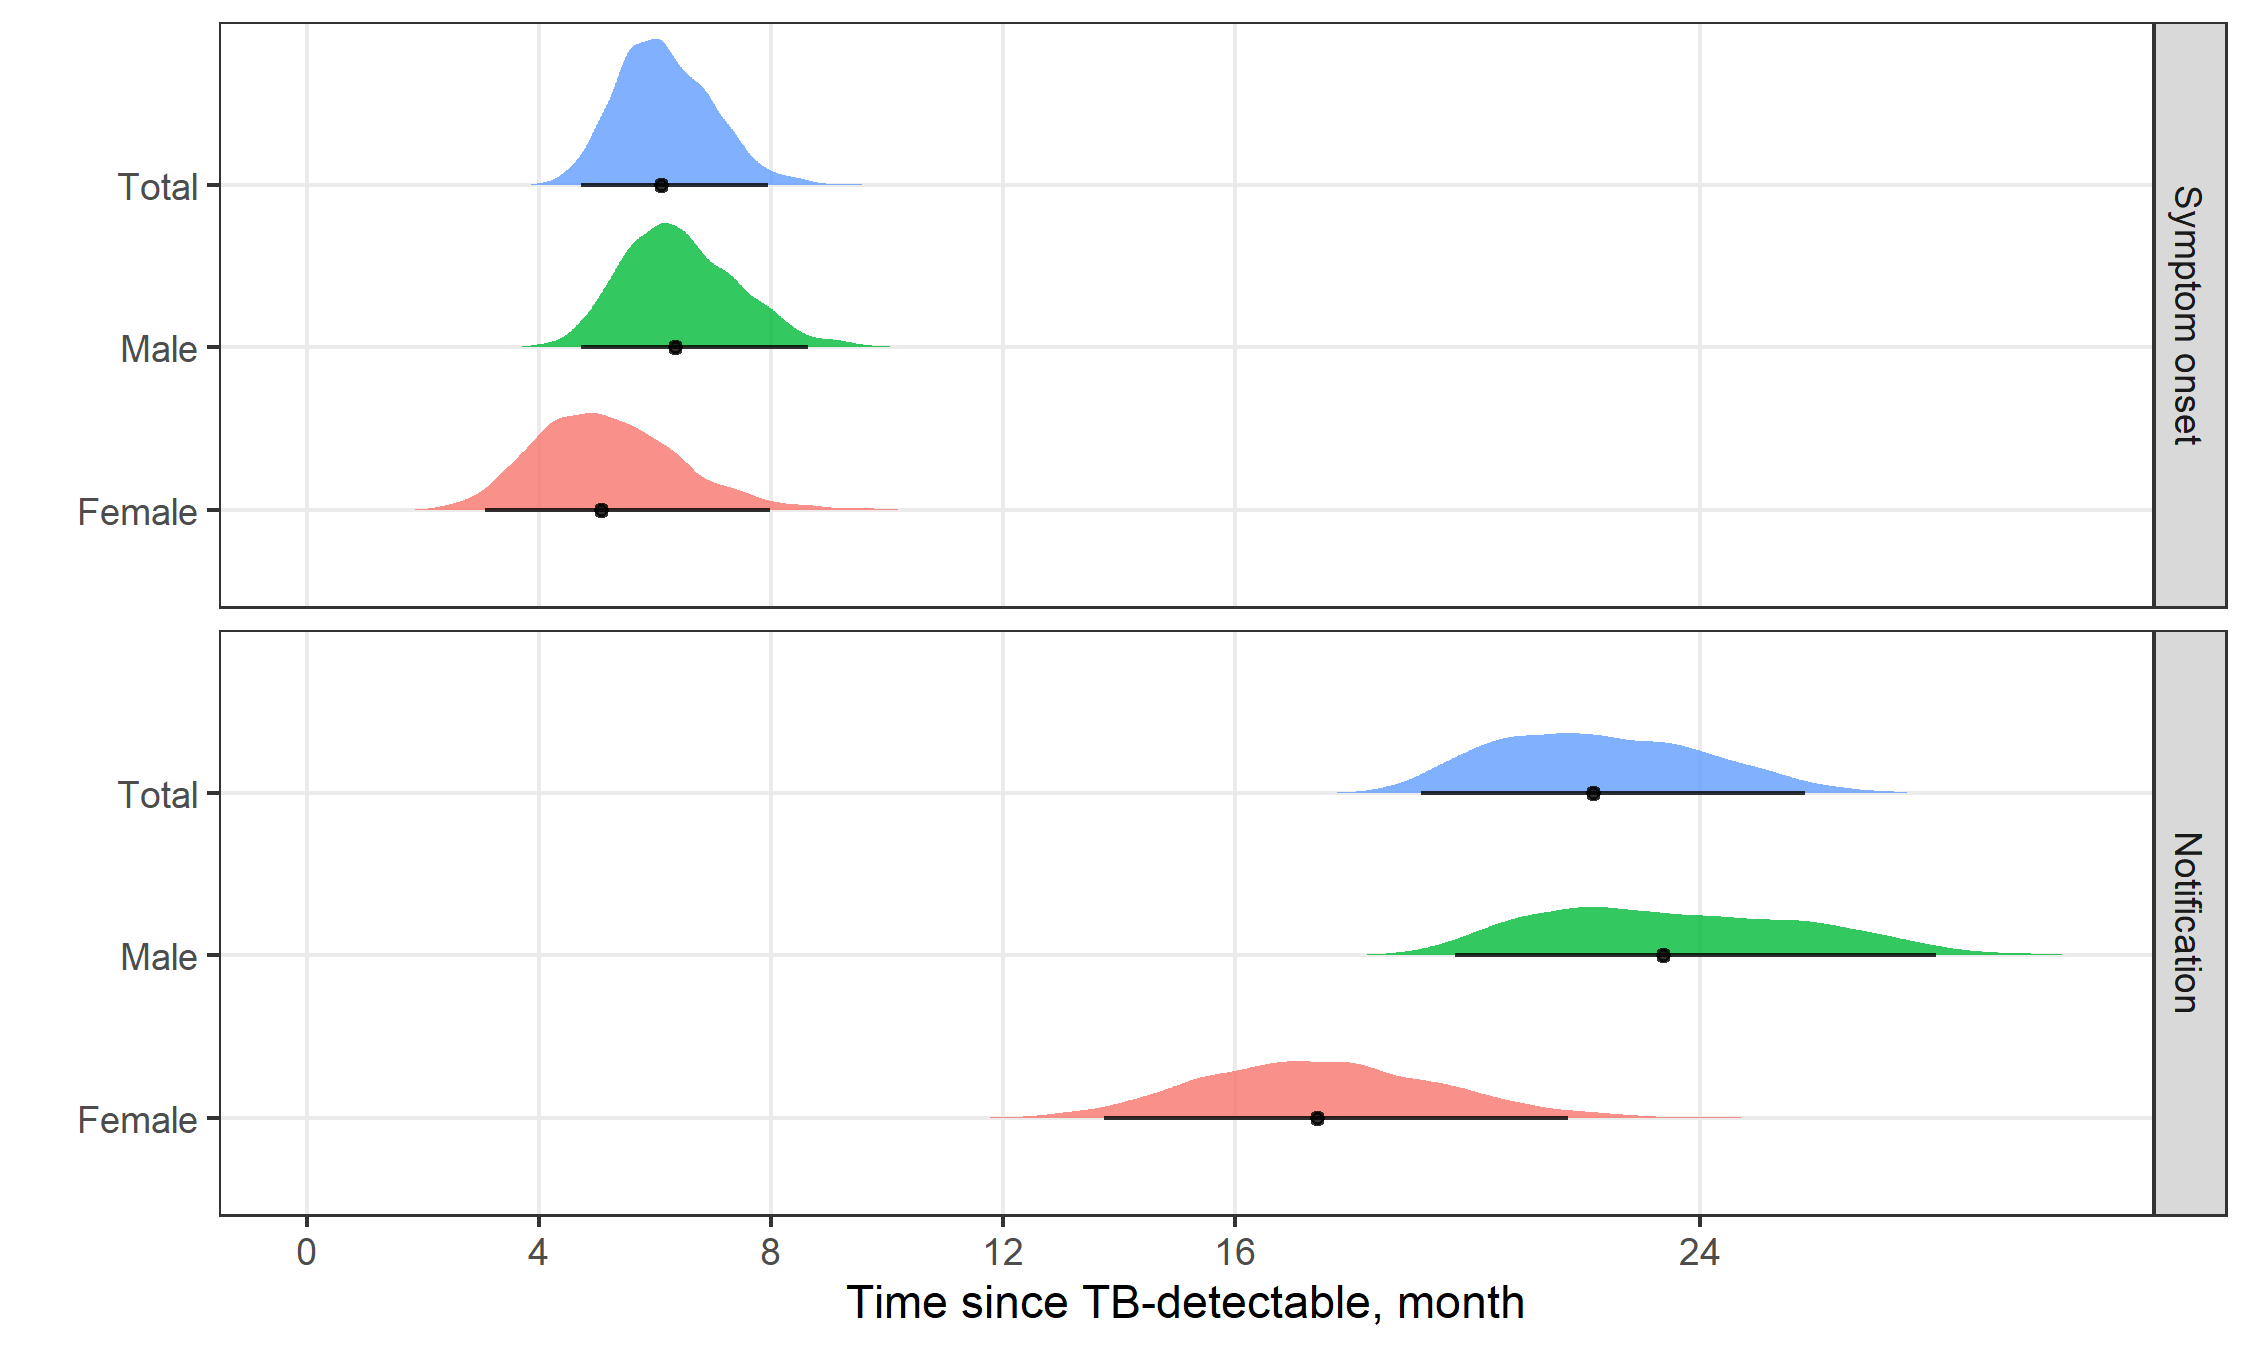 Total
Male
Female
Symptom onset
Total
Male
Female
Notification
0 4 8 12 16 24
Time since TB-detectable, month